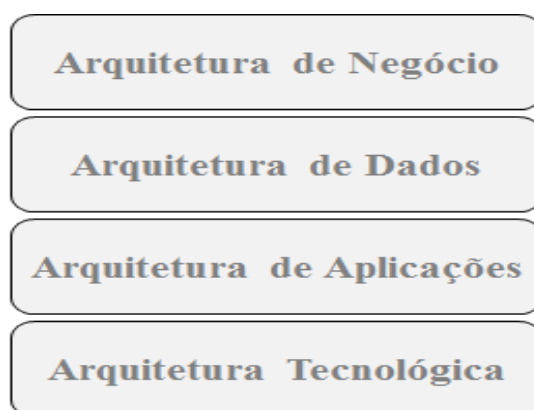 Arquitetura de Negócio
Arquitetura de Dados
Arquitetura de Aplicações
Arquitetura Tecnológica